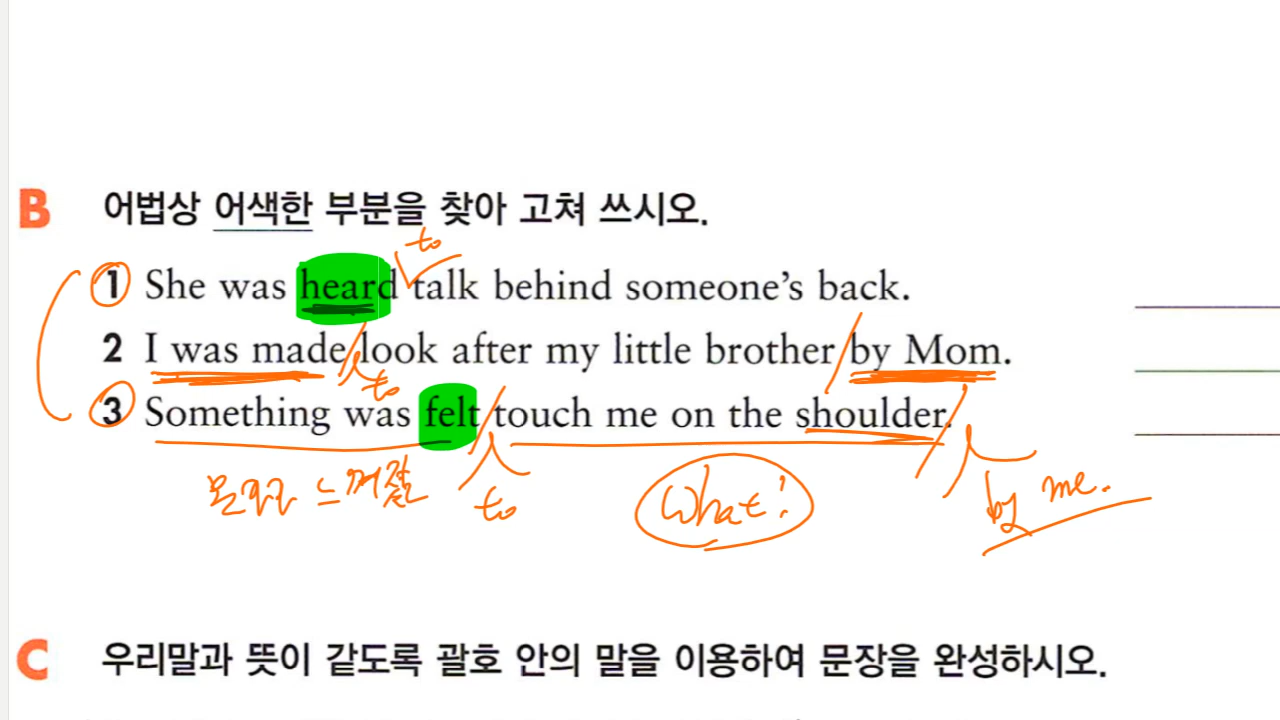 B 어법상 어색한 부분을 찾아 고쳐 쓰시오.
to
1 She was heard talk behind someone's back.
2 I was made look after my little brother by Mom.
to
3 Something was felt touch me on the shoulder.
느껴졌
to
What?
by me.
C 우리말과 뜻이 같도록 괄호 안의 말을 이용하여 문장을 완성하시오.